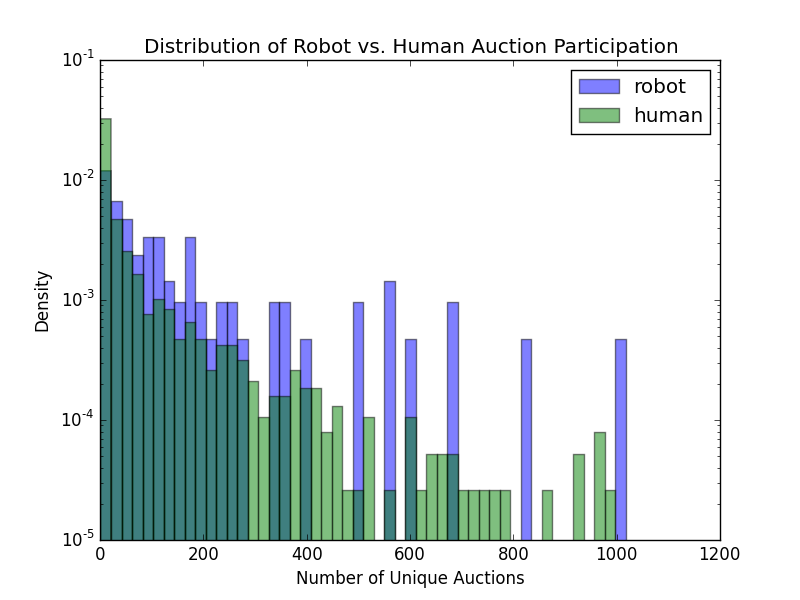 Distribution of Robot vs. Human Auction Participation
robot
human
10^-1
10^-2
10^-3
10^-4
10^-5
Density
0 200 400 600 800 1000 1200
Number of Unique Auctions